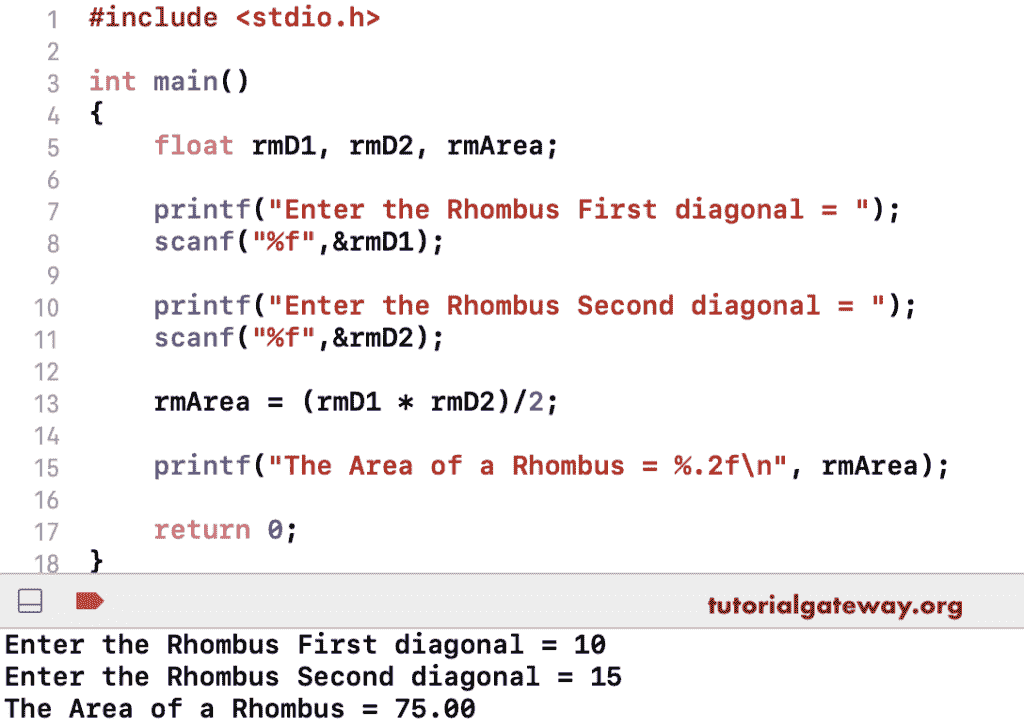 1 #include <stdio.h>
2
3 int main()
4 {
5 float rmD1, rmD2, rmArea;
6
7 printf("Enter the Rhombus First diagonal = ");
8 scanf("%f",&rmD1);
9
10 printf("Enter the Rhombus Second diagonal = ");
11 scanf("%f",&rmD2);
12
13 rmArea = (rmD1 * rmD2)/2;
14
15 printf("The Area of a Rhombus = %.2f\n", rmArea);
16
17 return 0;
18 }
tutorialgateway.org
Enter the Rhombus First diagonal = 10
Enter the Rhombus Second diagonal = 15
The Area of a Rhombus = 75.00